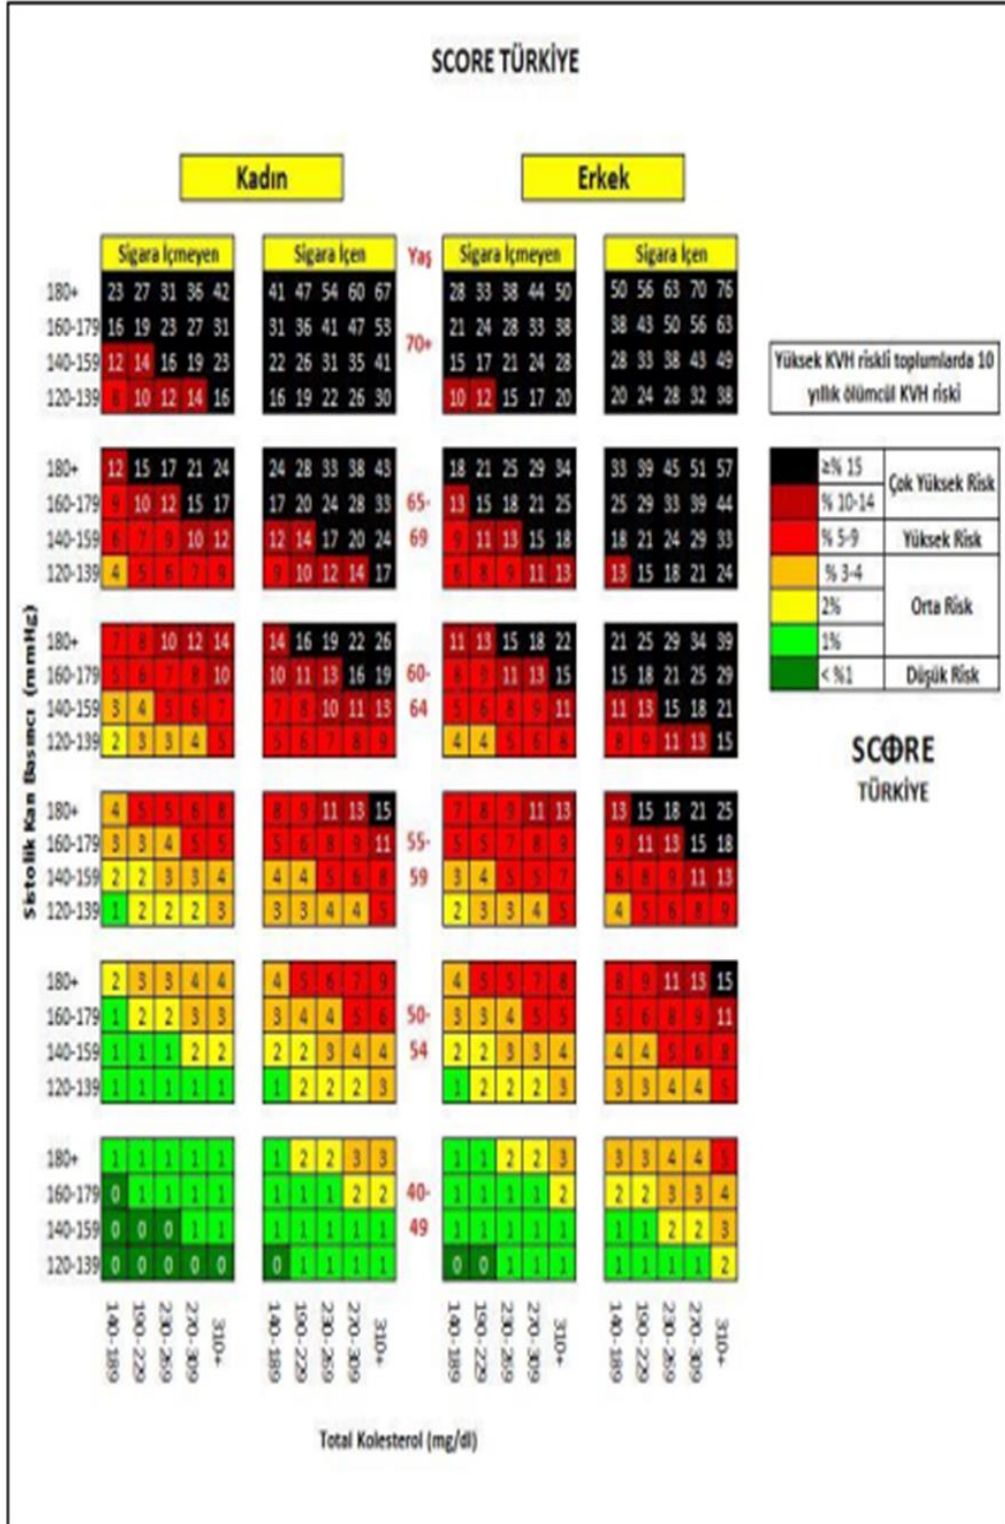 SCORE TÜRKİYE
Kadın Erkek
Sigara İçmeyen Sigara İçen Yaş Sigara İçmeyen Sigara İçen
180+ 23 27 31 36 42 41 47 54 60 67 28 33 38 44 50 50 56 63 70 76
160-179 16 19 23 27 31 31 36 41 47 53 21 24 28 33 38 38 43 50 56 63
70+
140-159 12 14 16 19 23 22 26 31 35 41 15 17 21 24 28 28 33 38 43 49
120-139 8 10 12 14 16 16 19 22 26 30 10 12 15 17 20 20 24 28 32 38
Yüksek KVH riskli toplumlarda 10
yıllık ölümcül KVH riski
≥% 15
% 10-14
Çok Yüksek Risk
% 5-9 Yüksek Risk
% 3-4
2%
1%
Orta Risk
< %1 Düşük Risk
SCORE
TÜRKİYE
180+ 12 15 17 21 24 24 28 33 38 43 18 21 25 29 34 33 39 45 51 57
160-179 9 10 12 15 17 17 20 24 28 33 65- 13 15 18 21 25 25 29 33 39 44
140-159 6 7 9 10 12 12 14 17 20 24 69 9 11 13 15 18 18 21 24 29 33
120-139 4 5 6 7 9 9 10 12 14 17 6 8 9 11 13 13 15 18 21 24
180+ 7 8 10 12 14 14 16 19 22 26 11 13 15 18 22 21 25 29 34 39
160-179 5 6 7 8 10 10 11 13 16 19 60- 8 9 11 13 15 15 18 21 25 29
140-159 3 4 5 6 7 7 8 10 11 13 64 5 6 8 9 11 11 13 15 18 21
120-139 2 3 3 4 5 5 6 7 8 9 4 4 5 6 8 8 9 11 13 15
180+ 4 5 5 6 8 8 9 11 13 15 7 8 9 11 13 13 15 18 21 25
160-179 3 3 4 5 5 5 6 8 9 11 55- 5 5 7 8 9 9 11 13 15 18
140-159 2 2 3 3 4 4 4 5 6 8 59 3 4 5 5 7 6 8 9 11 13
120-139 1 2 2 2 3 3 3 4 4 5 2 3 3 4 5 4 5 6 8 9
180+ 2 3 3 4 4 4 5 6 7 9 4 5 5 7 8 8 9 11 13 15
160-179 1 2 2 3 3 3 4 4 5 6 50- 3 3 4 5 5 5 6 8 9 11
140-159 1 1 1 2 2 2 2 3 4 4 54 2 2 3 3 4 4 4 5 6 8
120-139 1 1 1 1 1 1 2 2 2 3 1 2 2 2 3 3 3 4 4 5
180+ 1 1 1 1 1 1 2 2 3 3 1 1 2 2 3 3 3 4 4 5
160-179 0 1 1 1 1 1 1 1 2 2 40- 1 1 1 1 2 2 2 3 3 4
140-159 0 0 0 1 1 1 1 1 1 1 49 1 1 1 1 1 1 1 2 2 3
120-139 0 0 0 0 0 0 1 1 1 1 0 0 1 1 1 1 1 1 1 2
140-189 190-229 230-269 270-309 310+ 140-189 190-229 230-269 270-309 310+ 140-189 190-229 230-269 270-309 310+ 140-189 190-229 230-269 270-309 310+
Sistolik Kan Basıncı (mmHg)
Total Kolesterol (mg/dl)